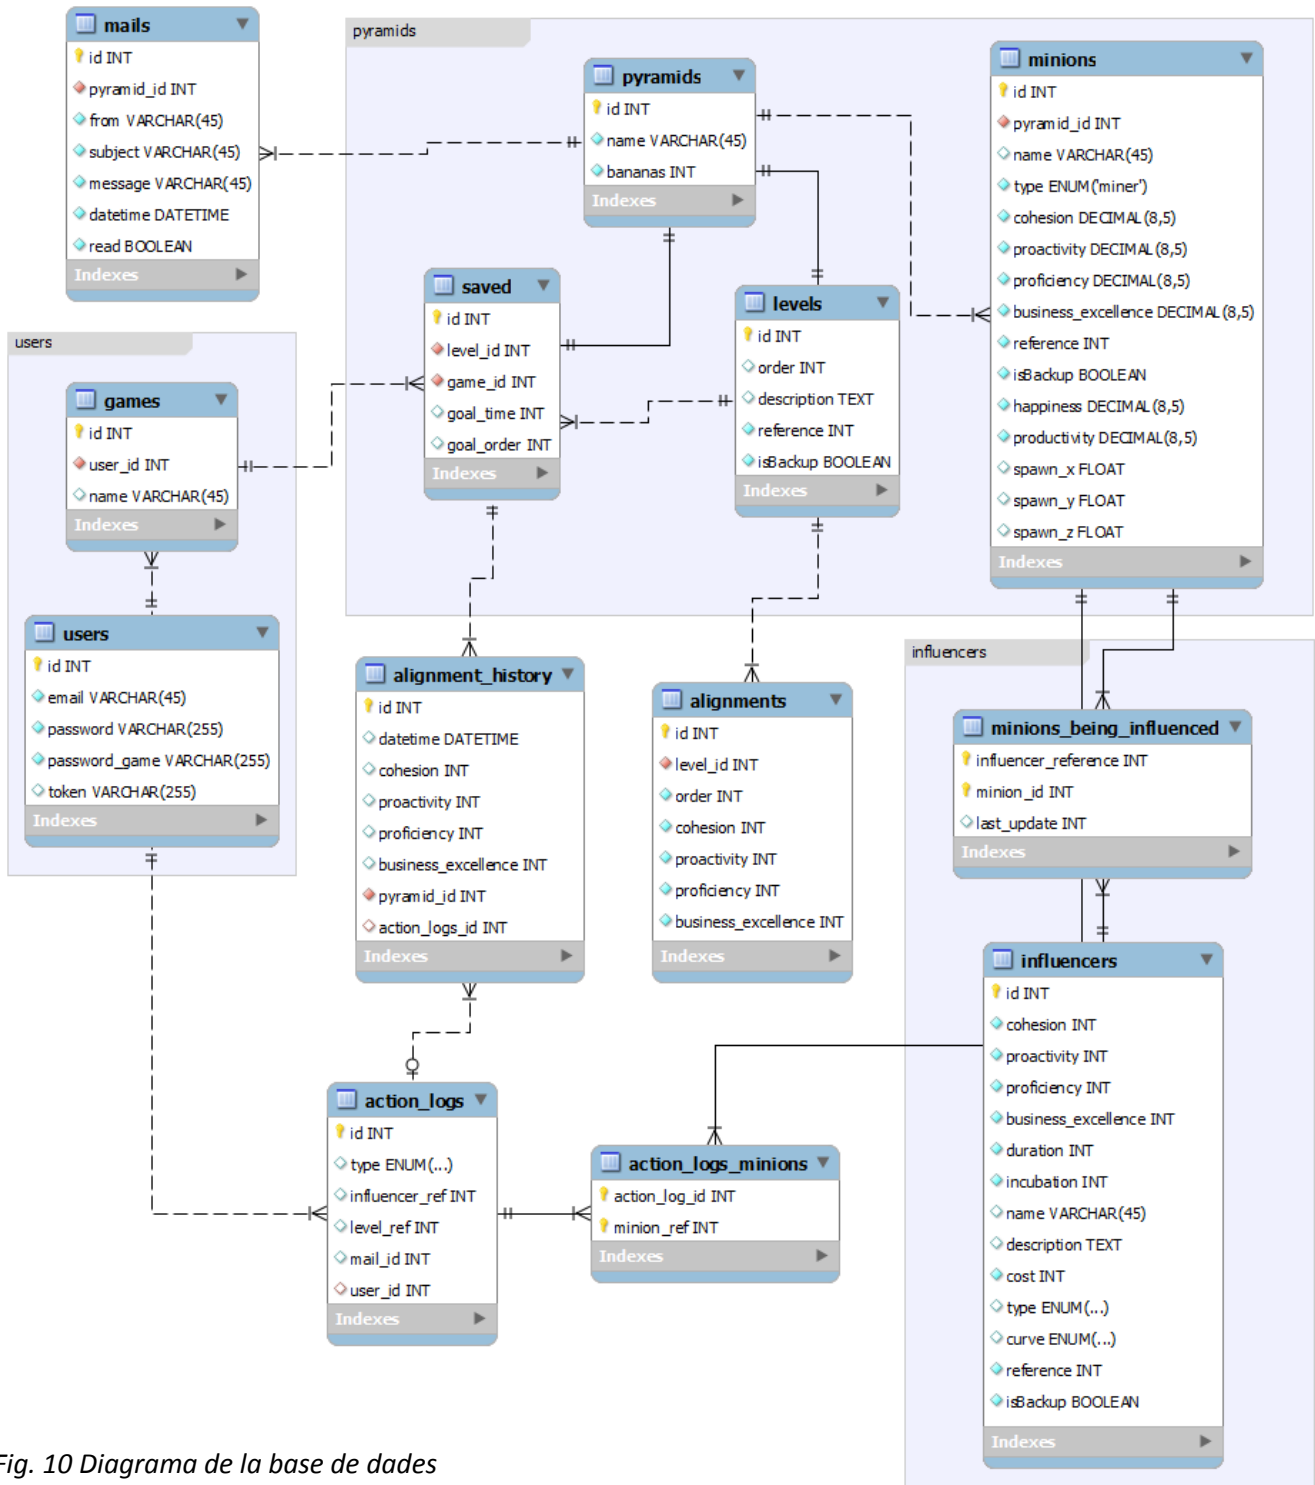 mails
id INT
pyramid_id INT
from VARCHAR(45)
subject VARCHAR(45)
message VARCHAR(45)
datetime DATETIME
read BOOLEAN
Indexes
pyramids
pyramids
id INT
name VARCHAR(45)
bananas INT
Indexes
minions
id INT
pyramid_id INT
name VARCHAR(45)
type ENUM('miner')
cohesion DECIMAL(8,5)
proactivity DECIMAL(8,5)
proficiency DECIMAL(8,5)
business_excellence DECIMAL(8,5)
reference INT
isBackup BOOLEAN
happiness DECIMAL(8,5)
productivity DECIMAL(8,5)
spawn_x FLOAT
spawn_y FLOAT
spawn_z FLOAT
Indexes
saved
id INT
level_id INT
game_id INT
goal_time INT
goal_order INT
Indexes
levels
id INT
order INT
description TEXT
reference INT
isBackup BOOLEAN
Indexes
users
games
id INT
user_id INT
name VARCHAR(45)
Indexes
users
id INT
email VARCHAR(45)
password VARCHAR(255)
password_game VARCHAR(255)
token VARCHAR(255)
Indexes
alignment_history
id INT
datetime DATETIME
cohesion INT
proactivity INT
proficiency INT
business_excellence INT
pyramid_id INT
action_logs_id INT
Indexes
alignments
id INT
level_id INT
order INT
cohesion INT
proactivity INT
proficiency INT
business_excellence INT
Indexes
influencers
minions_being_influenced
influencer_reference INT
minion_id INT
last_update INT
Indexes
influencers
id INT
cohesion INT
proactivity INT
proficiency INT
business_excellence INT
duration INT
incubation INT
name VARCHAR(45)
description TEXT
cost INT
type ENUM(...)
curve ENUM(...)
reference INT
isBackup BOOLEAN
Indexes
action_logs
id INT
type ENUM(...)
influencer_ref INT
level_ref INT
mail_id INT
user_id INT
Indexes
action_logs_minions
action_log_id INT
minion_ref INT
Indexes
Fig. 10 Diagrama de la base de dades